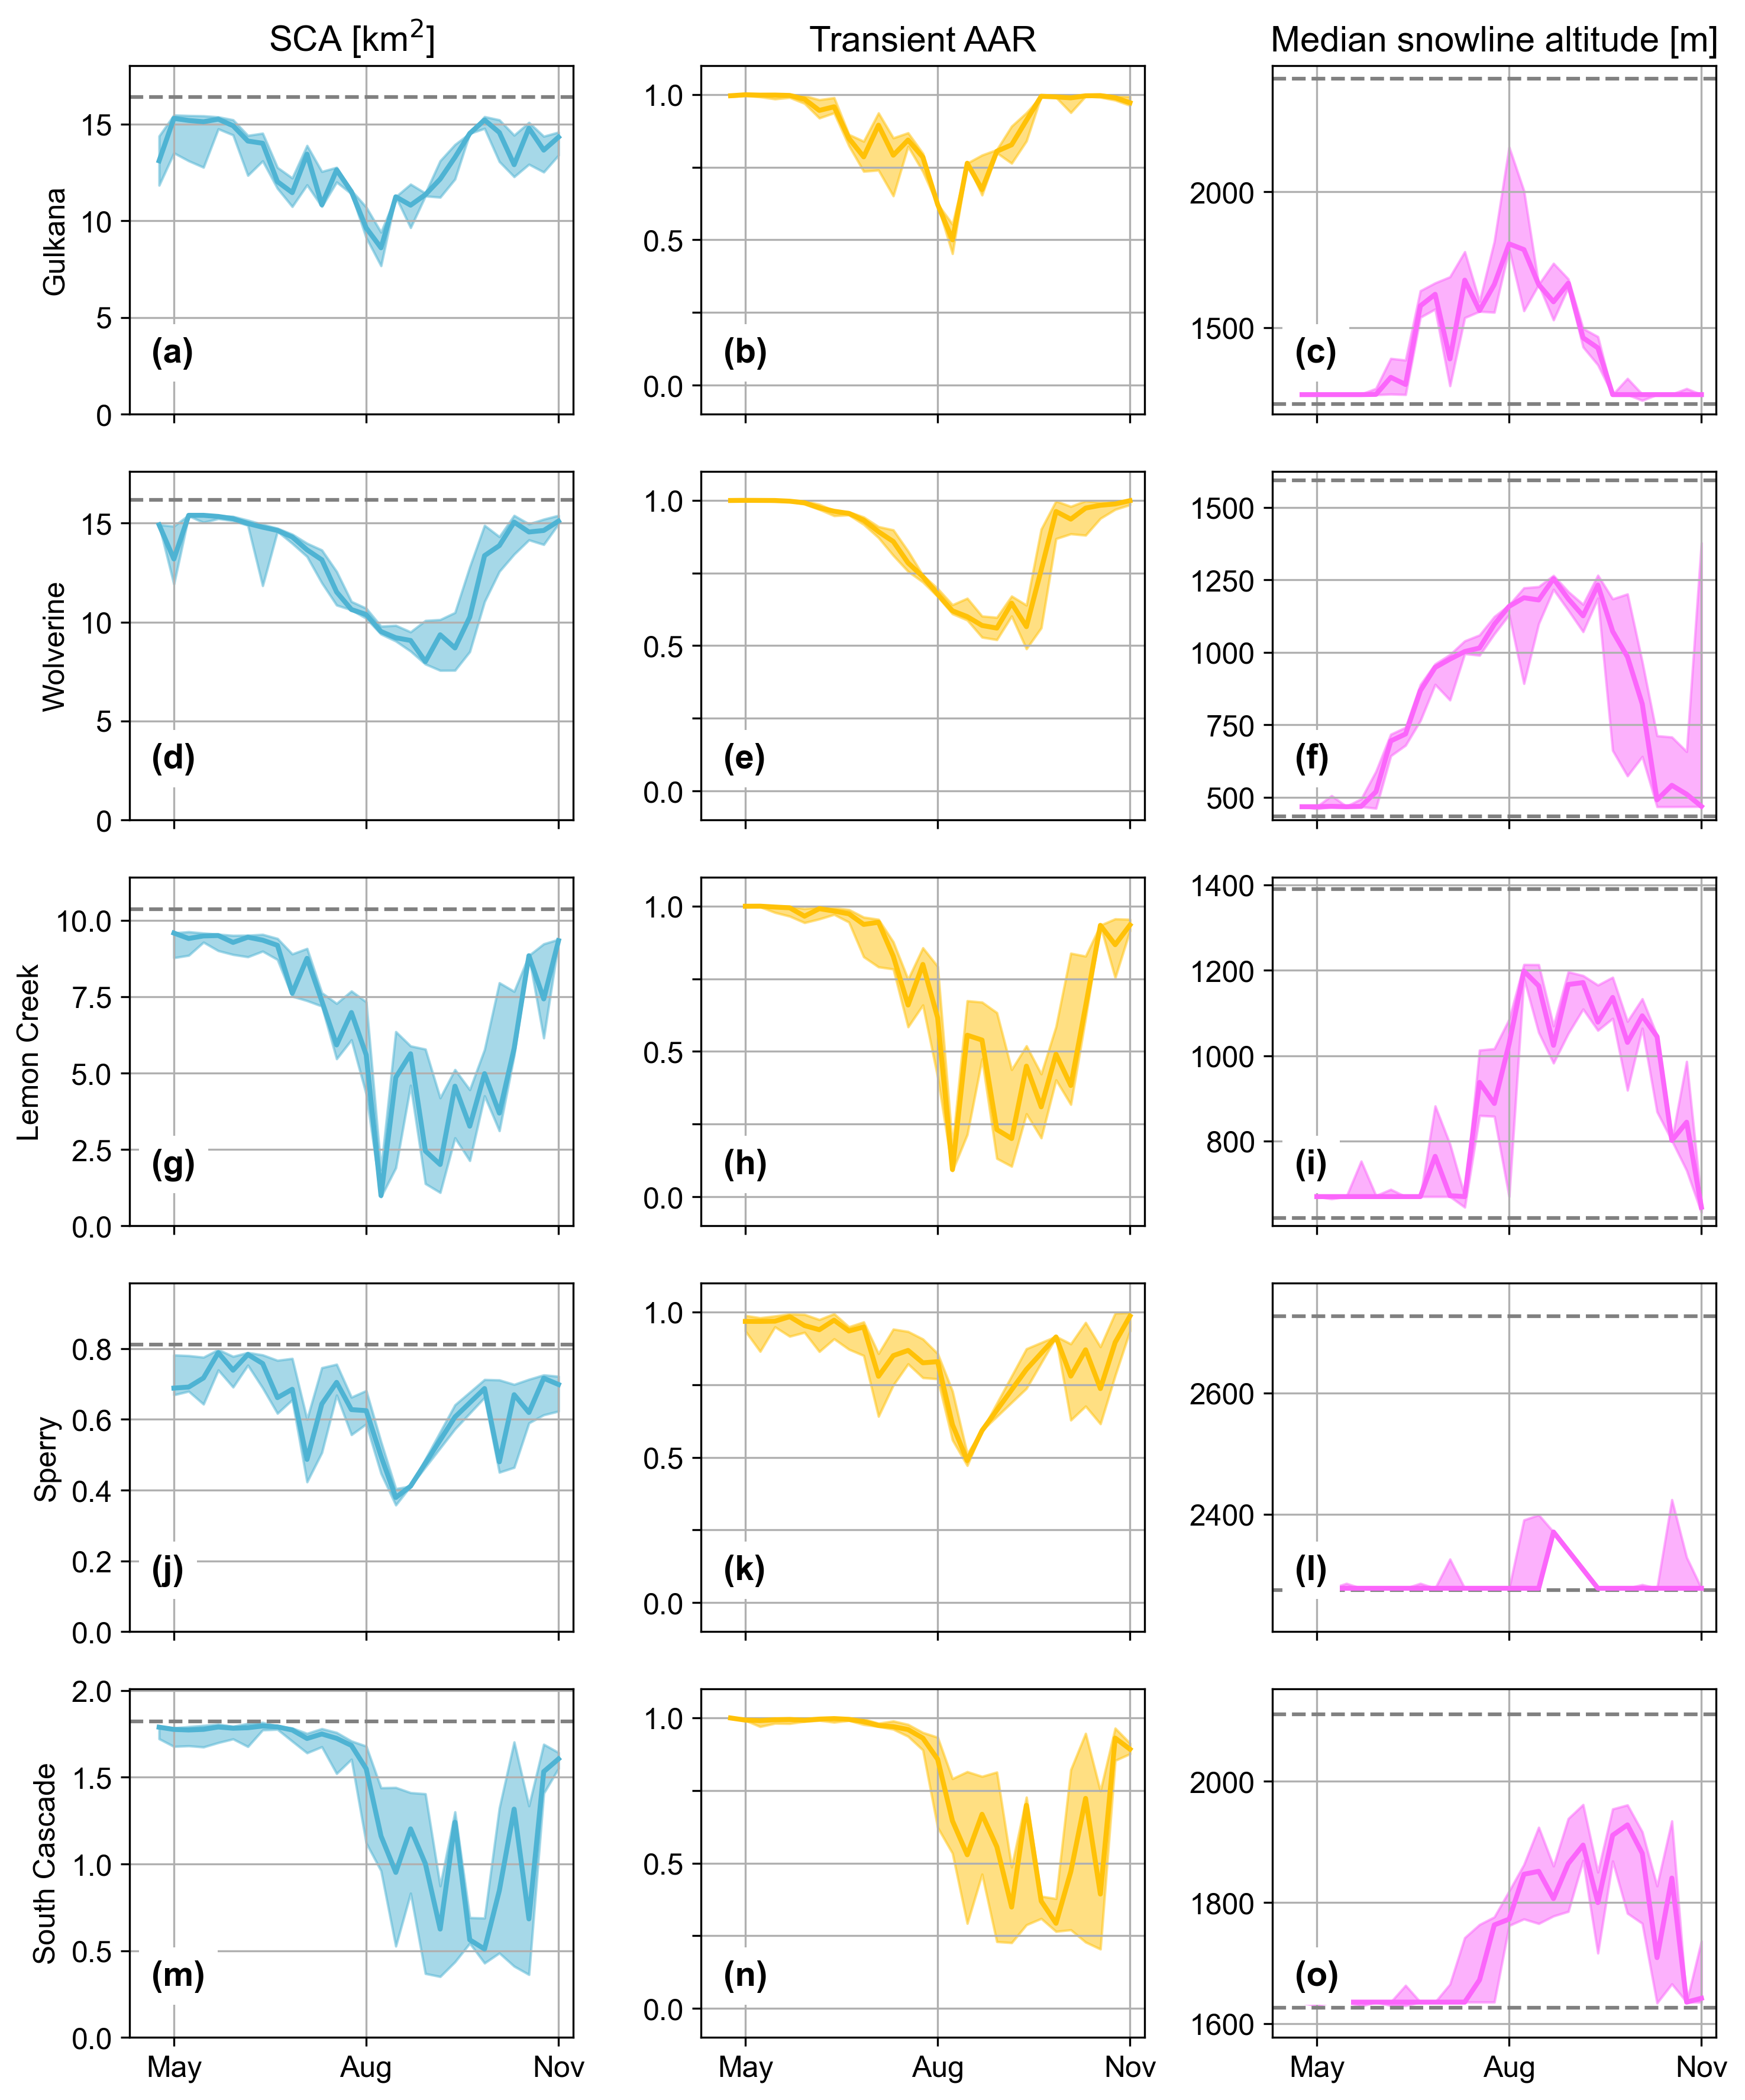 SCA [km²] Transient AAR Median snowline altitude [m]
Gulkana
15
10
5
0
(a)
1.0
0.5
0.0
(b)
2000
1500
(c)
Wolverine
15
10
5
0
(d)
1.0
0.5
0.0
(e)
1500
1250
1000
750
500
(f)
Lemon Creek
10.0
7.5
5.0
2.5
0.0
(g)
1.0
0.5
0.0
(h)
1400
1200
1000
800
(i)
Sperry
0.8
0.6
0.4
0.2
0.0
(j)
1.0
0.5
0.0
(k)
2600
2400
(l)
South Cascade
2.0
1.5
1.0
0.5
0.0
(m)
1.0
0.5
0.0
(n)
2000
1800
1600
(o)
May Aug Nov May Aug Nov May Aug Nov